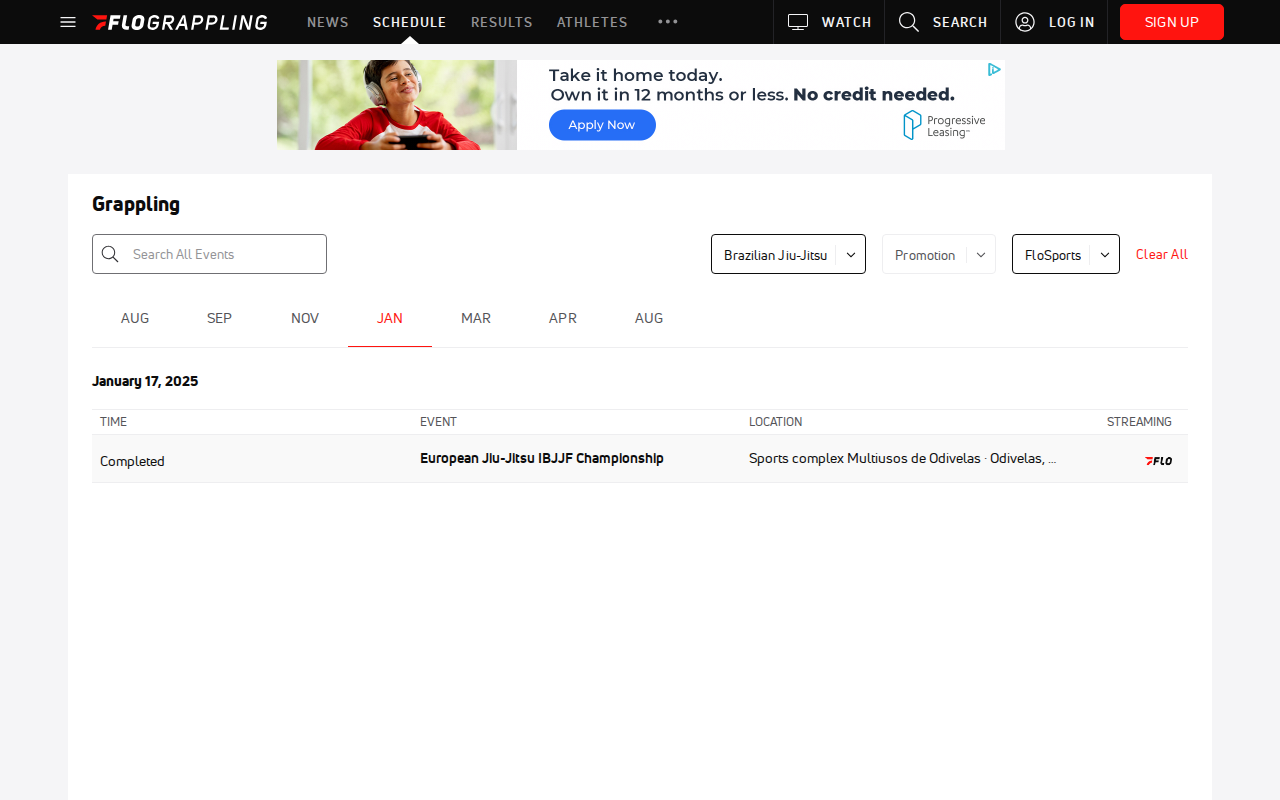 FLOGRAPPLING NEWS SCHEDULE RESULTS ATHLETES WATCH SEARCH LOG IN SIGN UP
Take it home today.
Own it in 12 months or less. No credit needed.
Apply Now
Progressive
Leasing
Grappling
Search All Events
Brazilian Jiu-Jitsu
Promotion
FloSports
Clear All
AUG SEP NOV JAN MAR APR AUG
January 17, 2025
TIME EVENT LOCATION STREAMING
Completed European Jiu-Jitsu IBJJF Championship Sports complex Multiusos de Odivelas · Odivelas, ... FLO